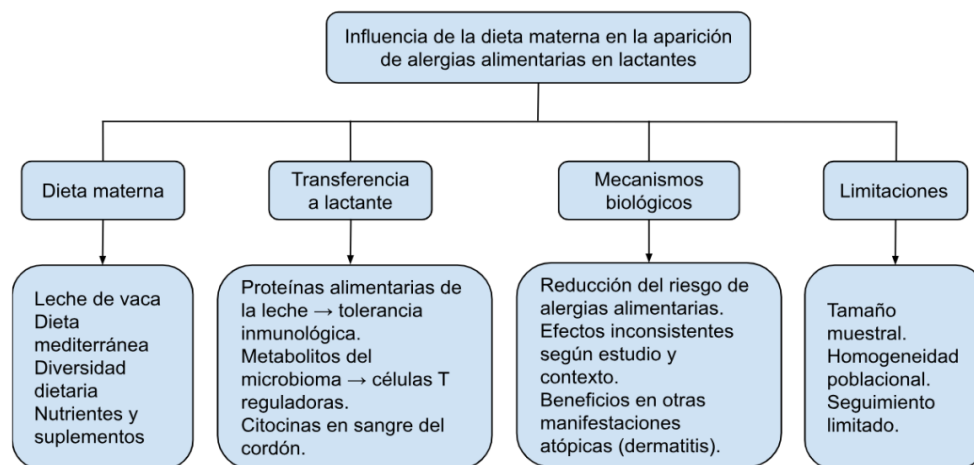 Influencia de la dieta materna en la aparición
de alergias alimentarias en lactantes
Dieta materna
Transferencia
a lactante
Mecanismos
biológicos
Limitaciones
Leche de vaca
Dieta
mediterránea
Diversidad
dietaria
Nutrientes y
suplementos
Proteínas alimentarias de
la leche → tolerancia
inmunológica.
Metabolitos del
microbioma → células T
reguladoras.
Citocinas en sangre del
cordón.
Reducción del riesgo de
alergias alimentarias.
Efectos inconsistentes
según estudio y
contexto.
Beneficios en otras
manifestaciones
atópicas (dermatitis).
Tamaño
muestral.
Homogeneidad
poblacional.
Seguimiento
limitado.